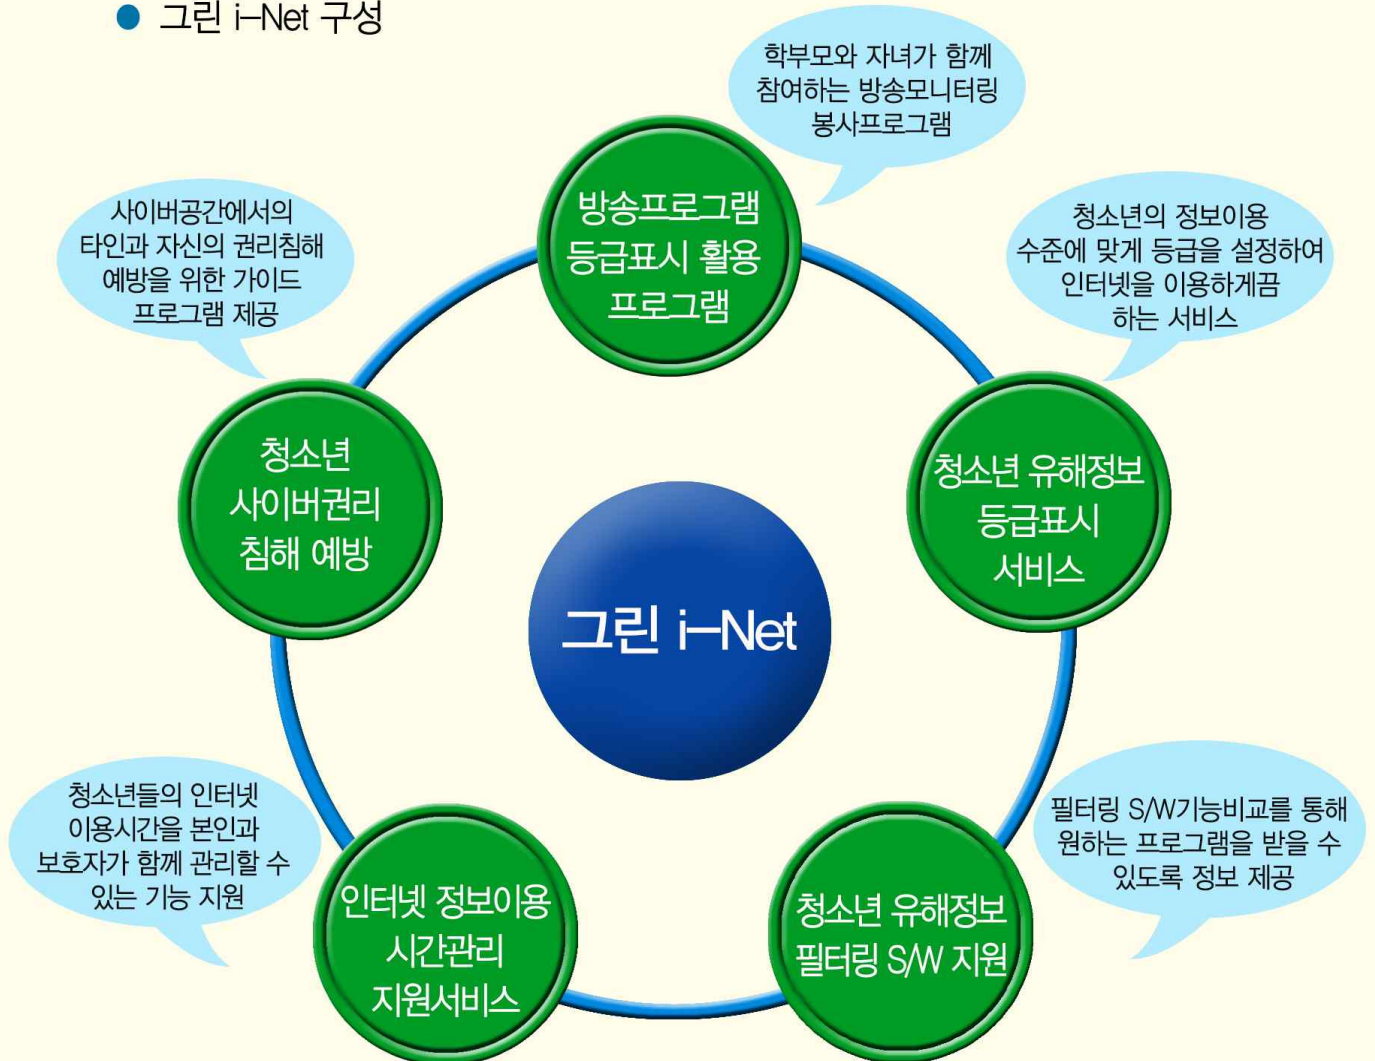 ● 그린 i-Net 구성
학부모와 자녀가 함께
참여하는 방송모니터링
봉사프로그램
방송프로그램
등급표시 활용
프로그램
사이버공간에서의
타인과 자신의 권리침해
예방을 위한 가이드
프로그램 제공
청소년의 정보이용
수준에 맞게 등급을 설정하여
인터넷을 이용하게끔
하는 서비스
청소년
사이버권리
침해 예방
청소년 유해정보
등급표시
서비스
그린 i-Net
청소년들의 인터넷
이용시간을 본인과
보호자가 함께 관리할 수
있는 기능 지원
필터링 S/W기능비교를 통해
원하는 프로그램을 받을 수
있도록 정보 제공
인터넷 정보이용
시간관리
지원서비스
청소년 유해정보
필터링 S/W 지원